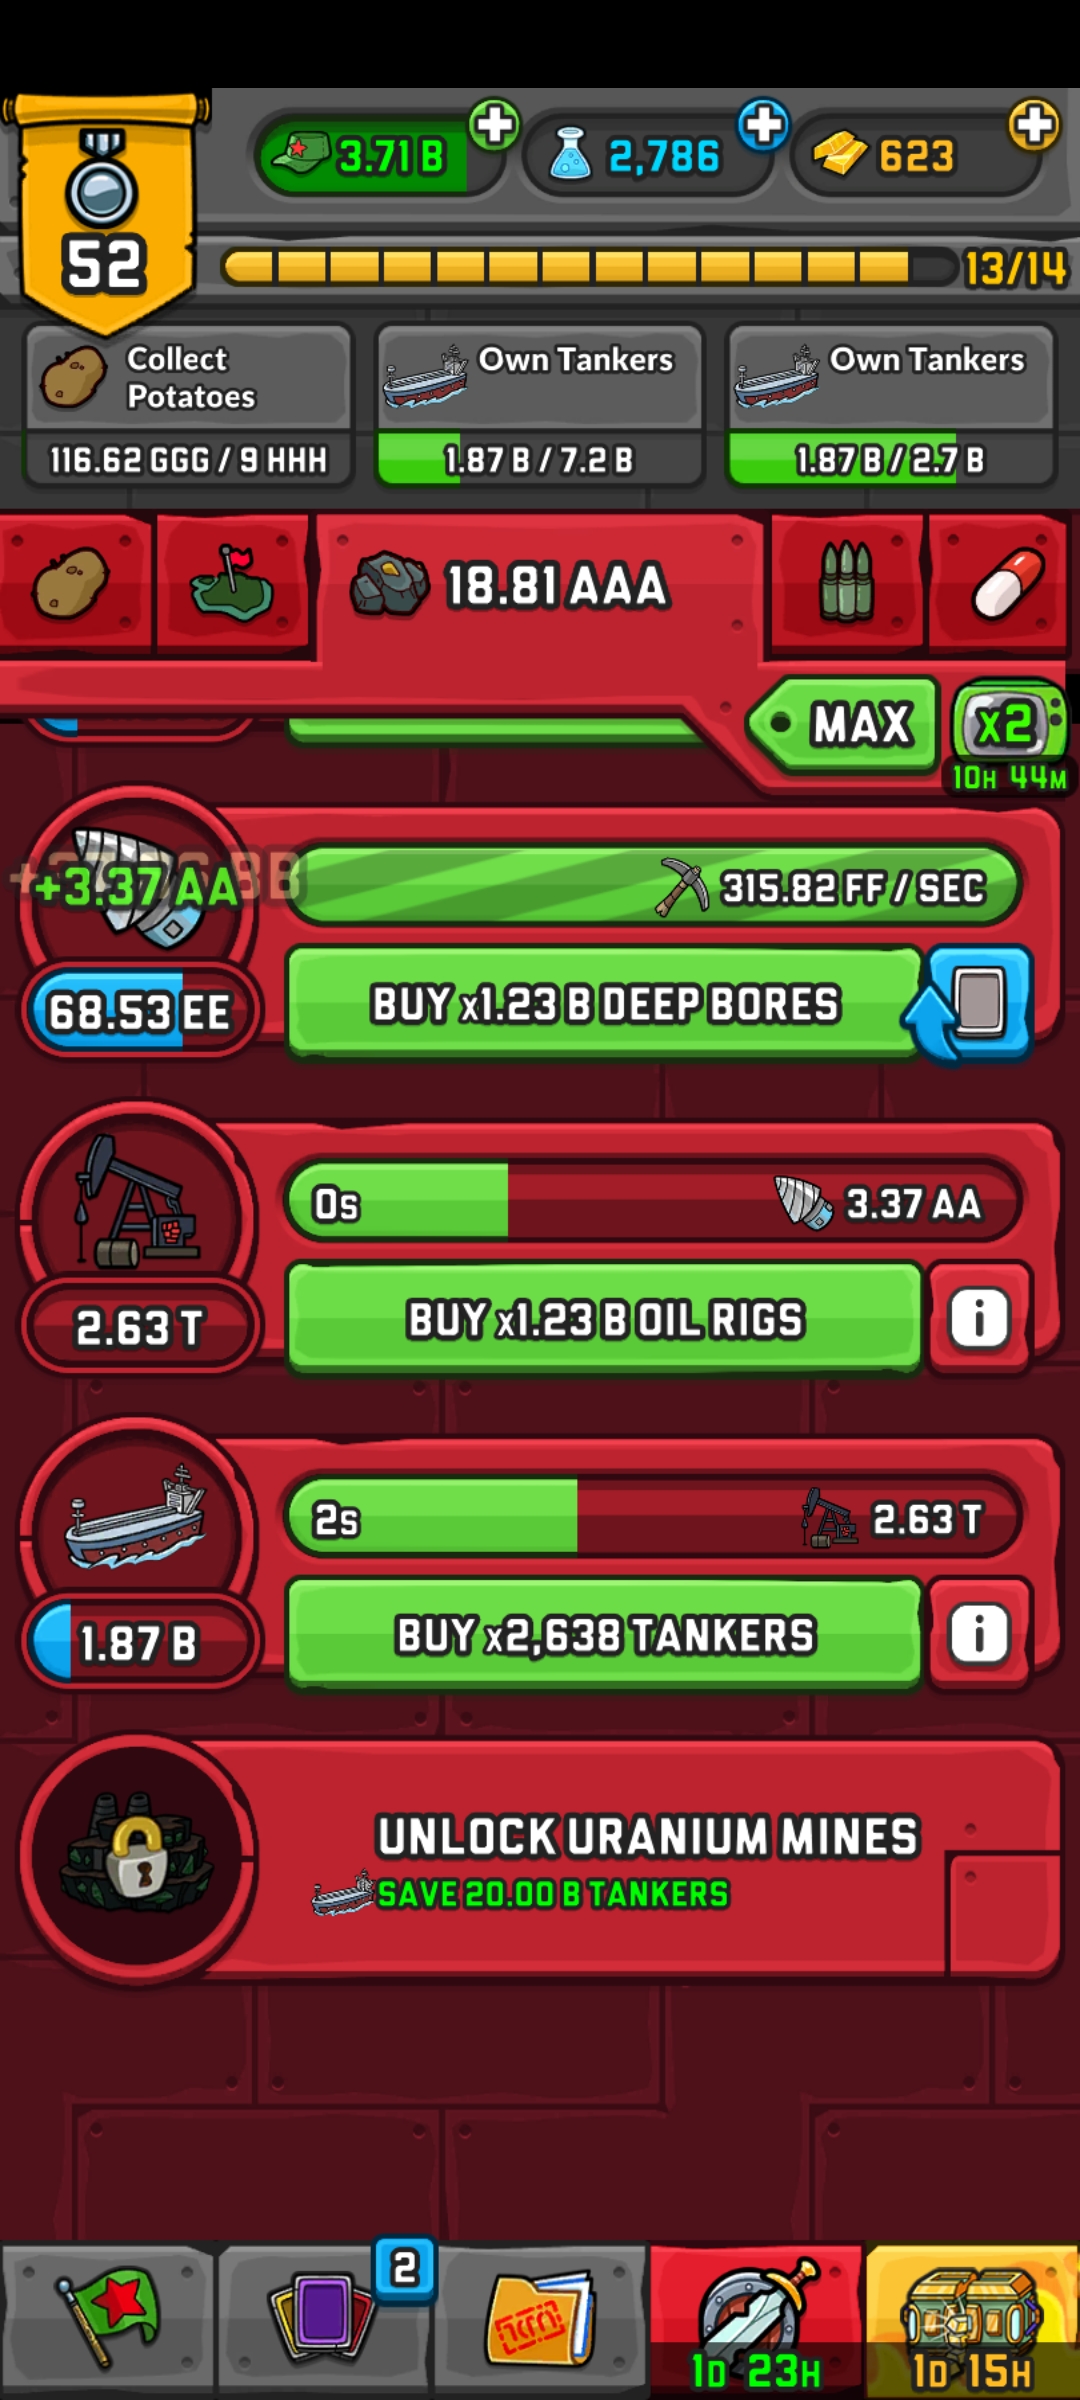 3.71 B
2,786
623
52
13/14
Collect
Potatoes
116.62 GGG / 9 HHH
Own Tankers
1.87 B / 7.2 B
Own Tankers
1.87 B / 2.7 B
18.81 AAA
MAX
x2
10H 44M
+3.37 AA
315.82 FF / SEC
68.53 EE
BUY x1.23 B DEEP BORES
0s
3.37 AA
2.63 T
BUY x1.23 B OIL RIGS
i
2s
2.63 T
1.87 B
BUY x2,638 TANKERS
i
UNLOCK URANIUM MINES
SAVE 20.00 B TANKERS
2
1D 23H
1D 15H